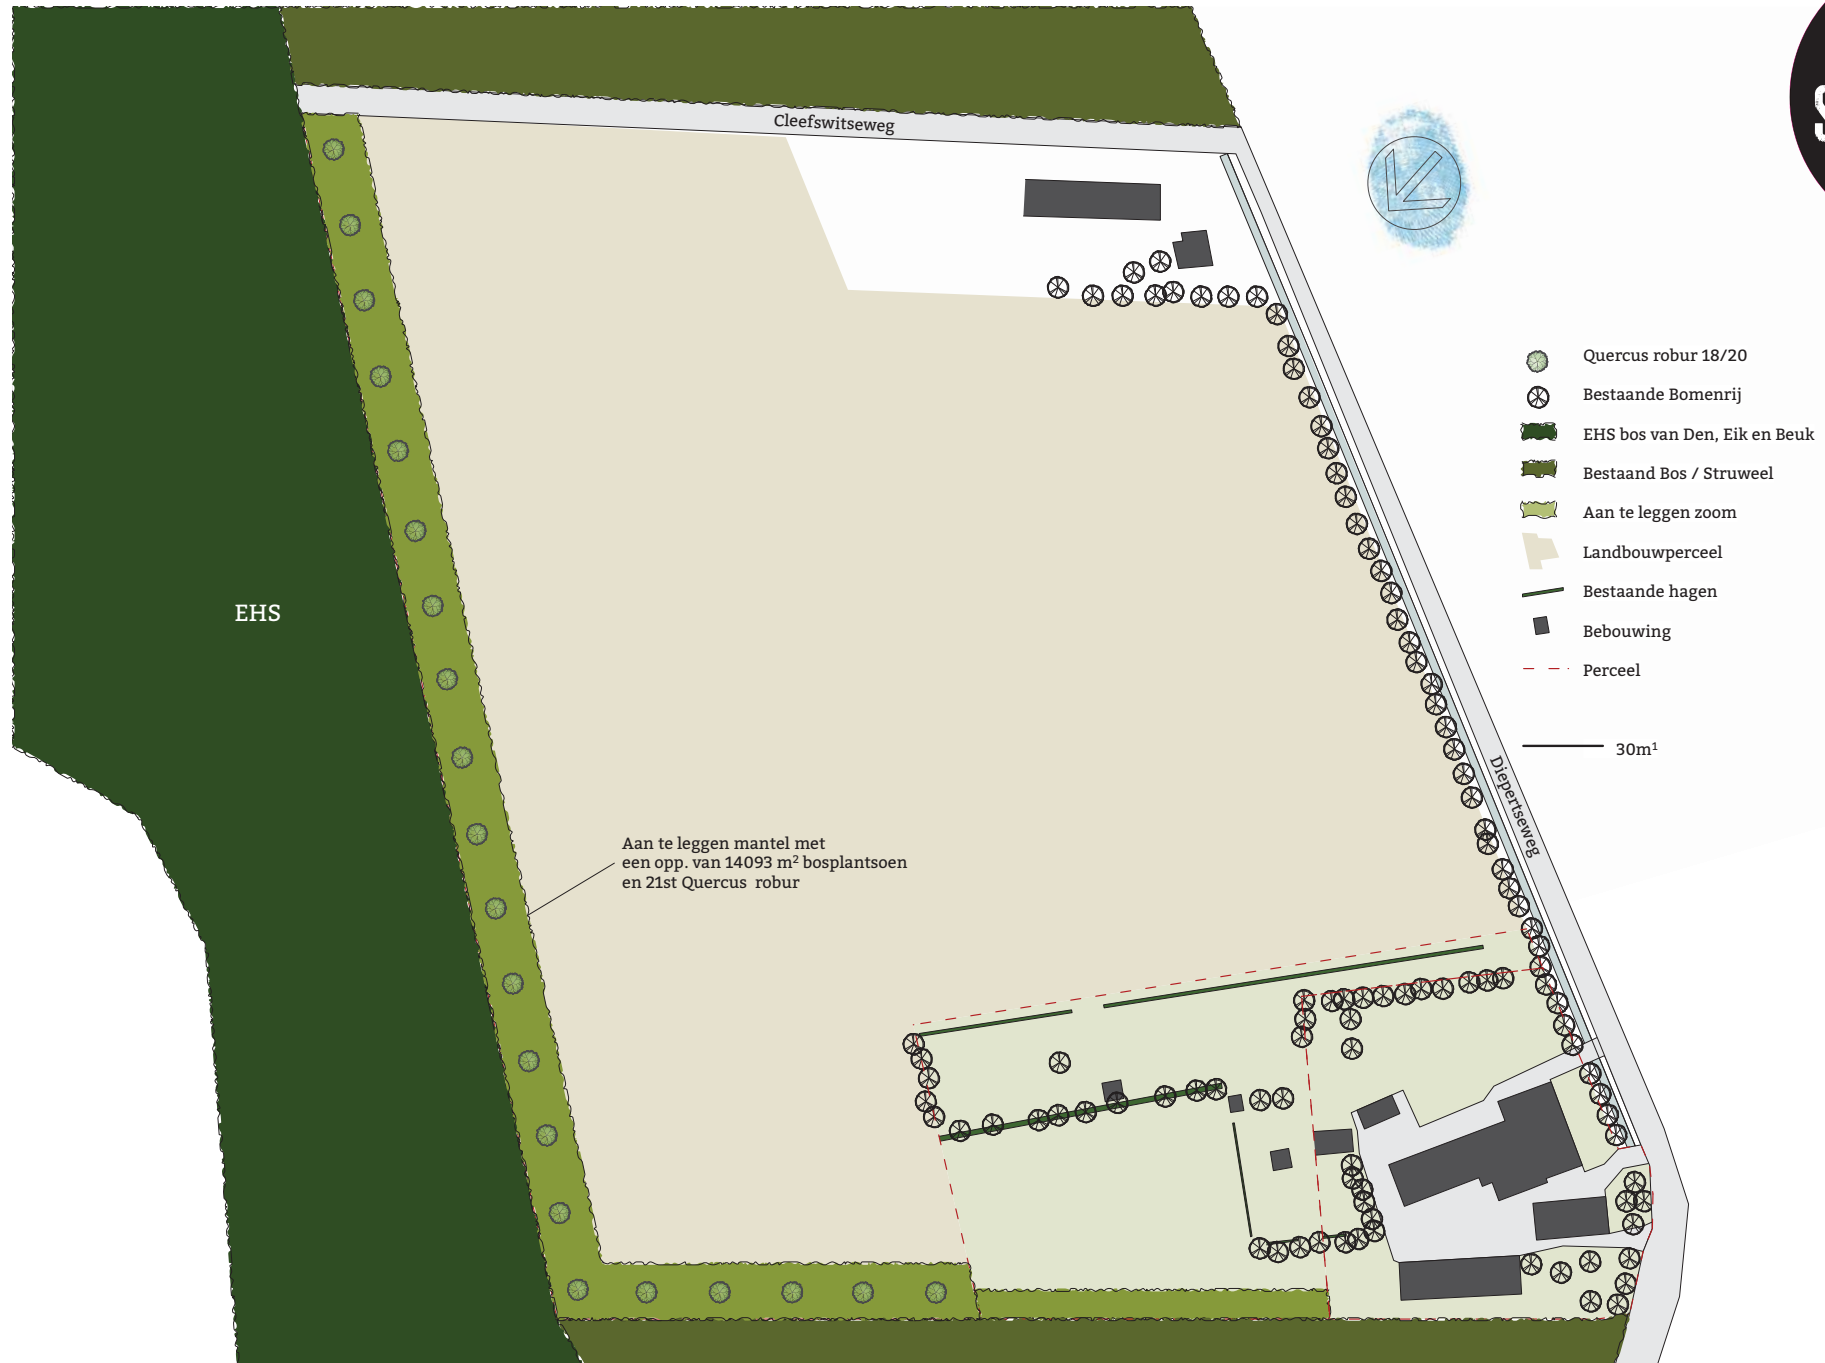 Cleefswitseweg
Quercus robur 18/20
Bestaande Bomenrij
EHS bos van Den, Eik en Beuk
Bestaand Bos / Struweel
Aan te leggen zoom
Landbouwperceel
Bestaande hagen
EHS
Bebouwing
Perceel
30m¹
Diepertseweg
Aan te leggen mantel met
een opp. van 14093 m² bosplantsoen
en 21st Quercus robur